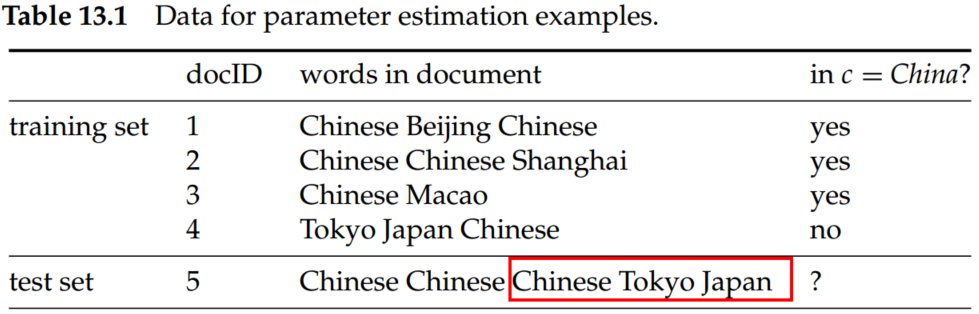 Table 13.1 Data for parameter estimation examples.
docID words in document in c = China?
training set 1 Chinese Beijing Chinese yes
2 Chinese Chinese Shanghai yes
3 Chinese Macao yes
4 Tokyo Japan Chinese no
test set 5 Chinese Chinese Chinese Tokyo Japan ?